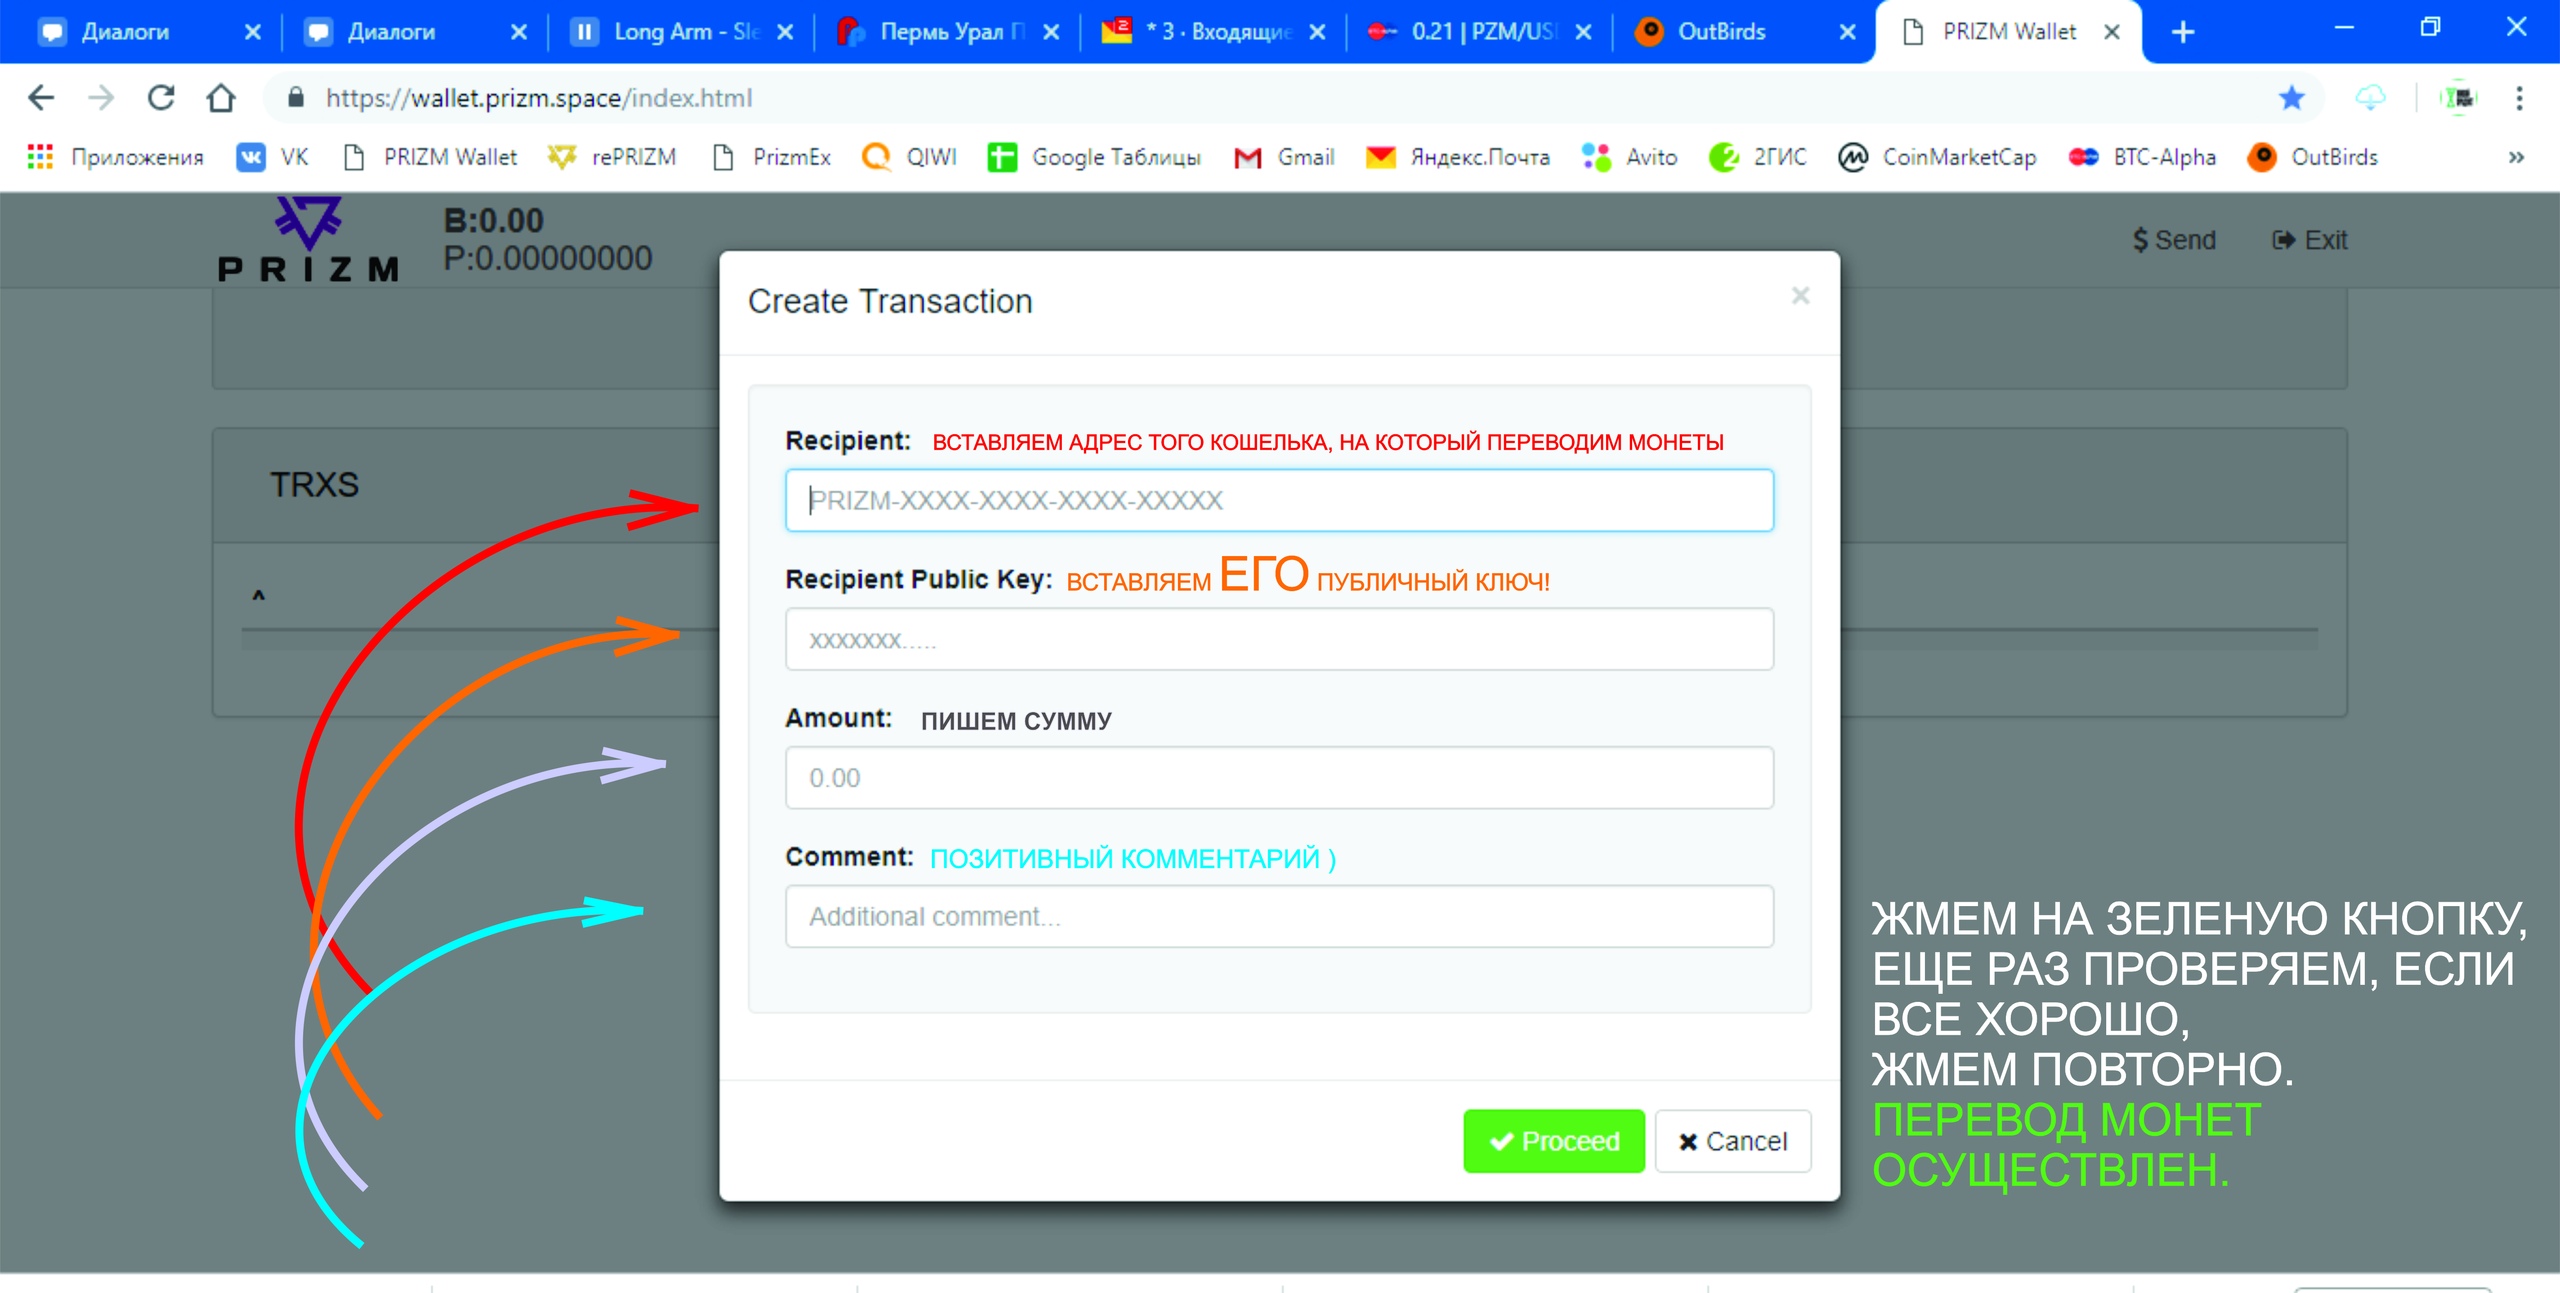 Диалоги
Диалоги
Long Arm - Sle
Пермь Урал П
* 3 · Входящие
0.21 | PZM/US
OutBirds
PRIZM Wallet
https://wallet.prizm.space/index.html
Приложения
VK
PRIZM Wallet
rePRIZM
PrizmEx
QIWI
Google Таблицы
Gmail
Яндекс.Почта
Avito
2ГИС
CoinMarketCap
BTC-Alpha
OutBirds
»
PRIZM
B:0.00
P:0.00000000
$ Send
Exit
Create Transaction
TRXS
^
Recipient: ВСТАВЛЯЕМ АДРЕС ТОГО КОШЕЛЬКА, НА КОТОРЫЙ ПЕРЕВОДИМ МОНЕТЫ
PRIZM-XXXX-XXXX-XXXX-XXXXX
Recipient Public Key: ВСТАВЛЯЕМ ЕГО ПУБЛИЧНЫЙ КЛЮЧ!
xxxxxxx.....
Amount: ПИШЕМ СУММУ
0.00
Comment: ПОЗИТИВНЫЙ КОММЕНТАРИЙ )
Additional comment...
Proceed
Cancel
ЖМЕМ НА ЗЕЛЕНУЮ КНОПКУ,
ЕЩЕ РАЗ ПРОВЕРЯЕМ, ЕСЛИ
ВСЕ ХОРОШО,
ЖМЕМ ПОВТОРНО.
ПЕРЕВОД МОНЕТ
ОСУЩЕСТВЛЕН.